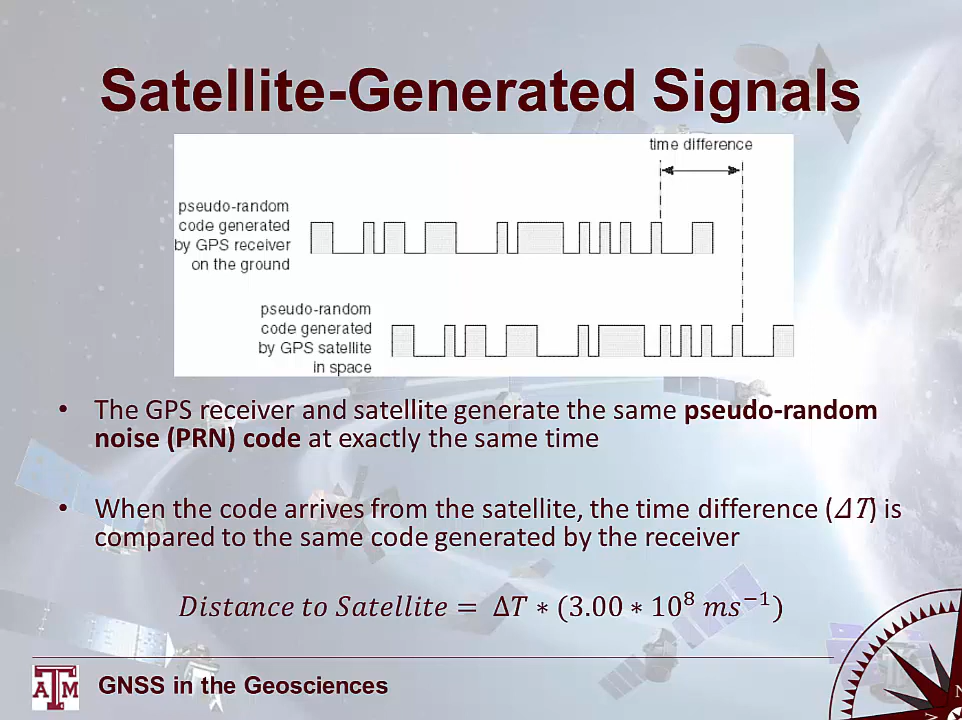 Satellite-Generated Signals
time difference
pseudo-random
code generated
by GPS receiver
on the ground
pseudo-random
code generated
by GPS satellite
in space
• The GPS receiver and satellite generate the same pseudo-random
noise (PRN) code at exactly the same time
• When the code arrives from the satellite, the time difference (ΔT) is
compared to the same code generated by the receiver
Distance to Satellite = ΔT ∗ (3.00 ∗ 10⁸ ms⁻¹)
ATM GNSS in the Geosciences
N